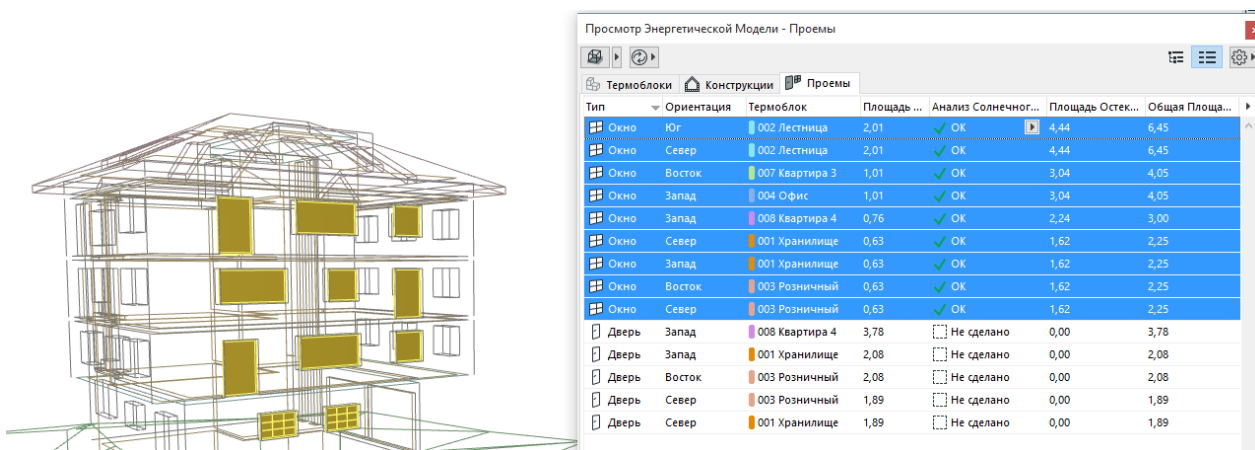 Просмотр Энергетической Модели - Проемы
Термоблоки Конструкции Проемы
Тип Ориентация Термоблок Площадь ... Анализ Солнечног... Площадь Остек... Общая Площа...
Окно Юг 002 Лестница 2,01 OK 4,44 6,45
Окно Север 002 Лестница 2,01 OK 4,44 6,45
Окно Восток 007 Квартира 3 1,01 OK 3,04 4,05
Окно Запад 004 Офис 1,01 OK 3,04 4,05
Окно Запад 008 Квартира 4 0,76 OK 2,24 3,00
Окно Север 001 Хранилище 0,63 OK 1,62 2,25
Окно Запад 001 Хранилище 0,63 OK 1,62 2,25
Окно Восток 003 Розничный 0,63 OK 1,62 2,25
Окно Север 003 Розничный 0,63 OK 1,62 2,25
Дверь Запад 008 Квартира 4 3,78 Не сделано 0,00 3,78
Дверь Запад 001 Хранилище 2,08 Не сделано 0,00 2,08
Дверь Восток 003 Розничный 2,08 Не сделано 0,00 2,08
Дверь Север 003 Розничный 1,89 Не сделано 0,00 1,89
Дверь Север 001 Хранилище 1,89 Не сделано 0,00 1,89